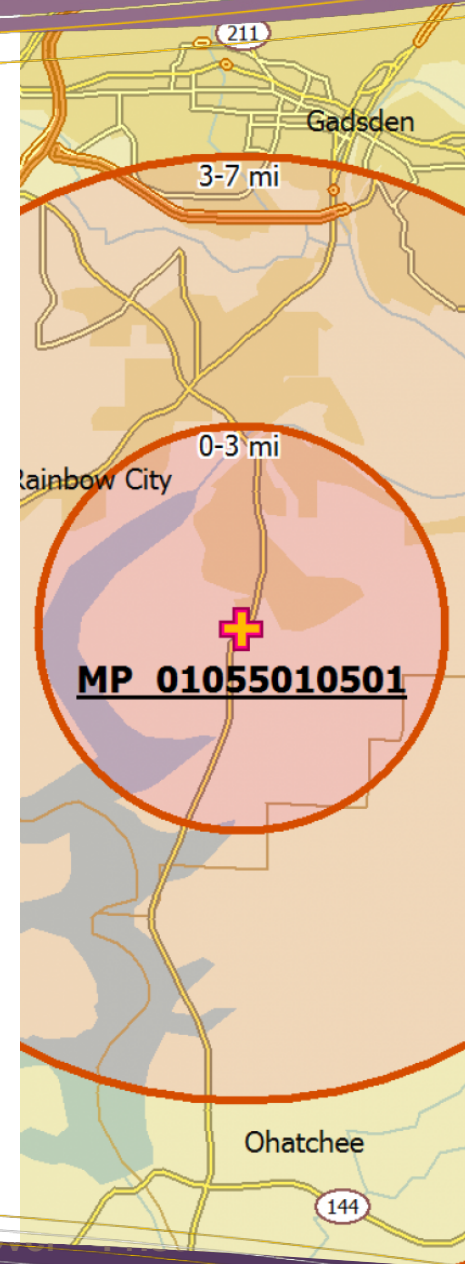 211
Gadsden
3-7 mi
0-3 mi
Rainbow City
MP 01055010501
Ohatchee
144